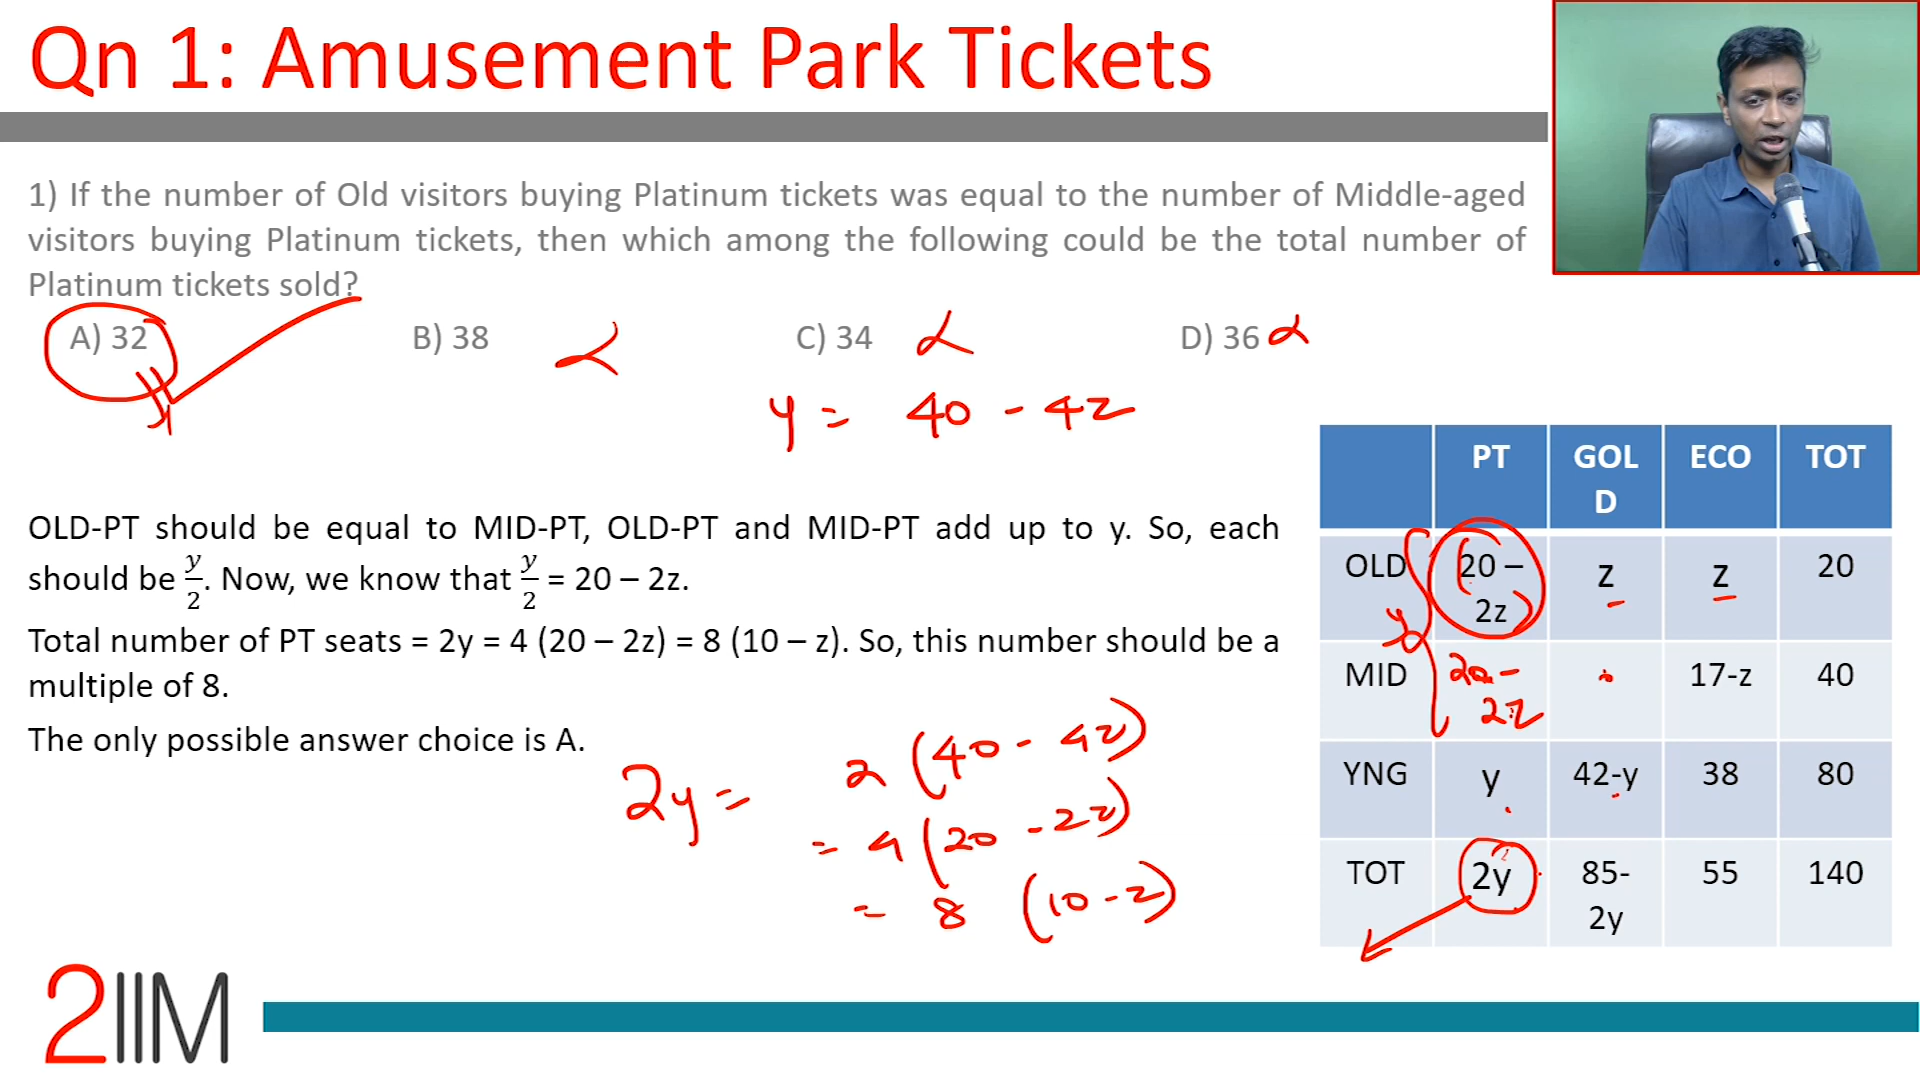 Qn 1: Amusement Park Tickets
1) If the number of Old visitors buying Platinum tickets was equal to the number of Middle-aged
visitors buying Platinum tickets, then which among the following could be the total number of
Platinum tickets sold?
A) 32 B) 38 C) 34 D) 36
y = 40 - 4z
OLD-PT should be equal to MID-PT, OLD-PT and MID-PT add up to y. So, each
should be y/2. Now, we know that y/2 = 20 – 2z.
Total number of PT seats = 2y = 4 (20 – 2z) = 8 (10 – z). So, this number should be a
multiple of 8.
The only possible answer choice is A.
2y = 2 (40 - 4z)
= 4 (20 - 2z)
= 8 (10 - z)
PT GOL
D ECO TOT
OLD 20 –
2z z z 20
y
MID 20 -
2z 17-z 40
YNG y 42-y 38 80
TOT 2y 85-
2y 55 140
2IIM